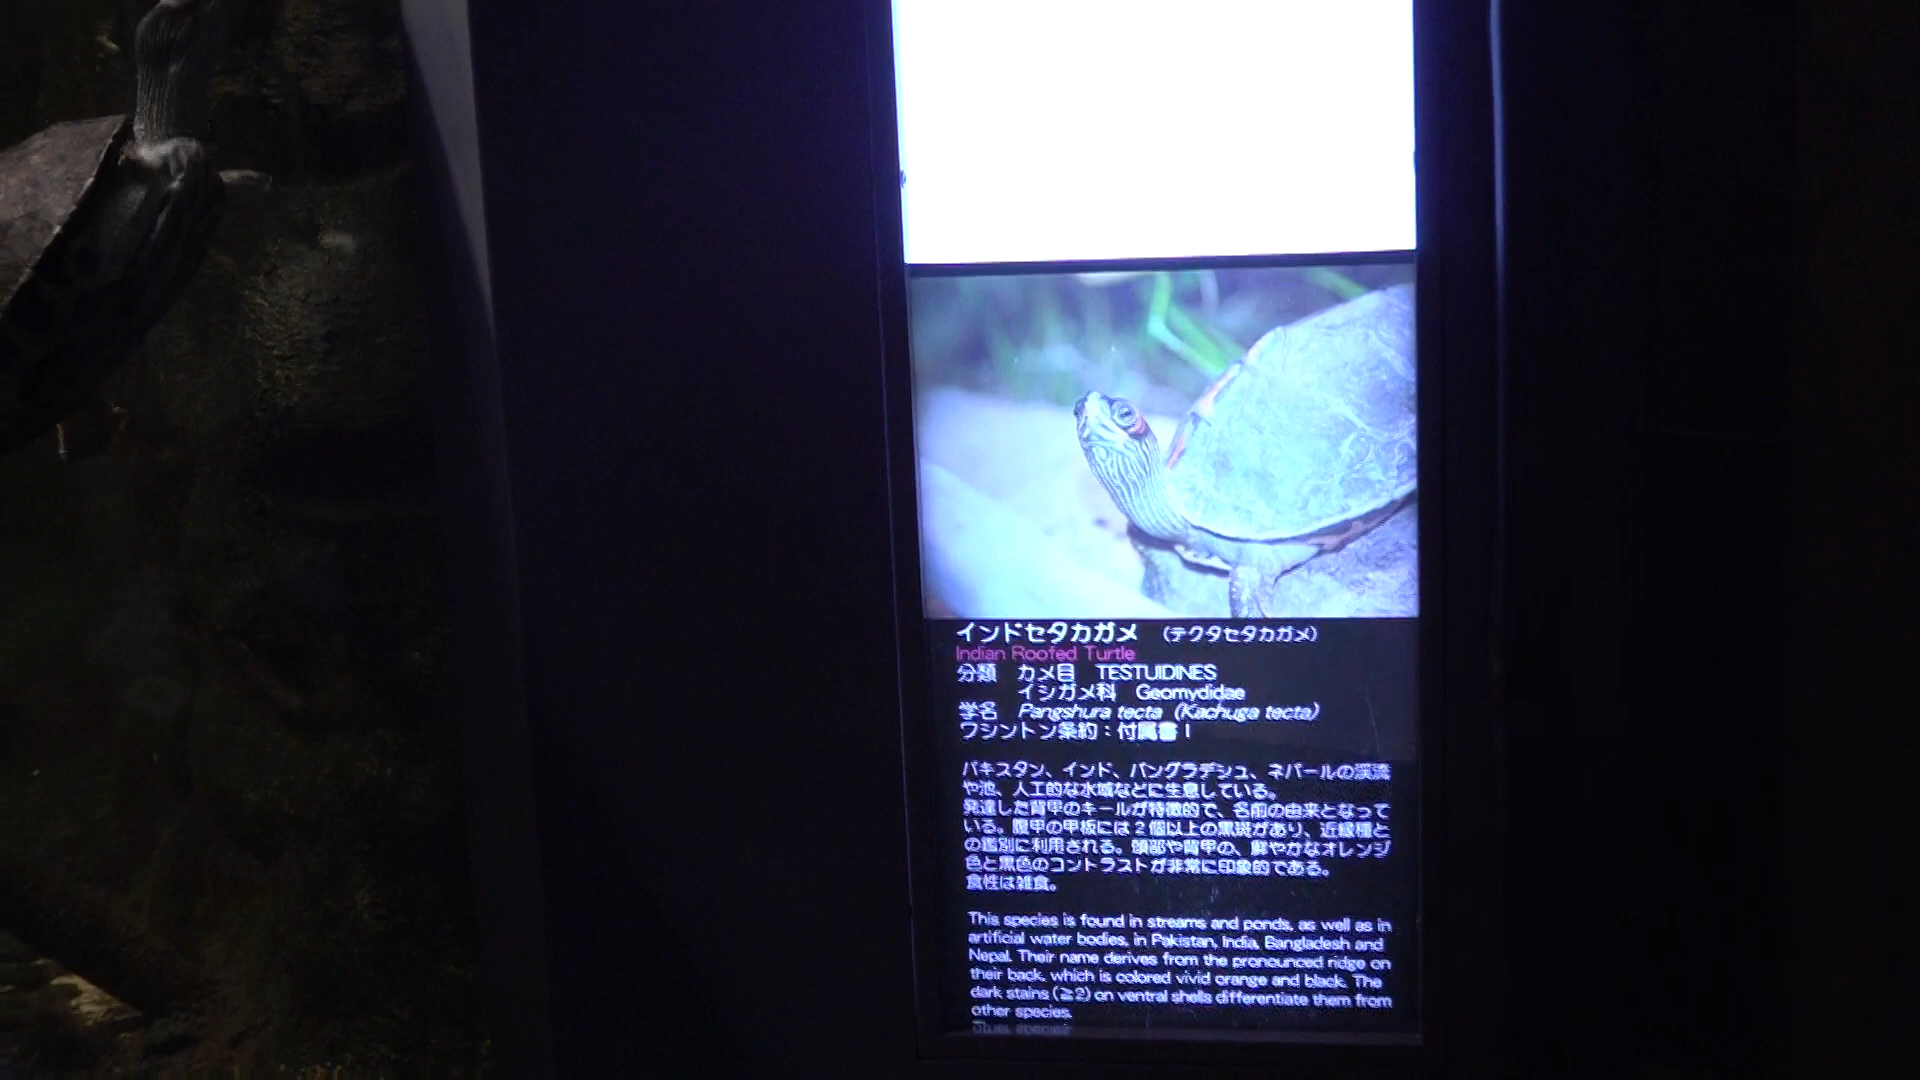 インドセタカガメ （テクタセタカガメ）
Indian Roofed Turtle
分類 カメ目 TESTUIDINES
イシガメ科 Geomydidae
学名 Pangshura tecta (Kachuga tecta)
ワシントン条約：付属書 I
パキスタン、インド、バングラデシュ、ネパールの渓流
や池、人工的な水域などに生息している。
発達した背甲のキールが特徴的で、名前の由来となって
いる。腹甲の甲板には2個以上の黒斑があり、近縁種と
の鑑別に利用される。頭部や背甲の、鮮やかなオレンジ
色と黒色のコントラストが非常に印象的である。
食性は雑食。
This species is found in streams and ponds, as well as in
artificial water bodies, in Pakistan, India, Bangladesh and
Nepal. Their name derives from the pronounced ridge on
their back, which is colored vivid orange and black. The
dark stains (≧2) on ventral shells differentiate them from
other species.